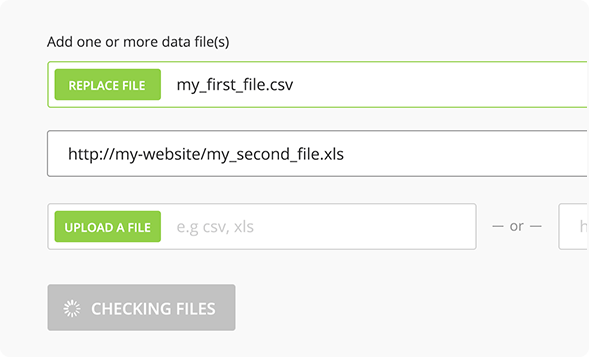 Add one or more data file(s)
REPLACE FILE my_first_file.csv
http://my-website/my_second_file.xls
UPLOAD A FILE e.g csv, xls — or — h
CHECKING FILES